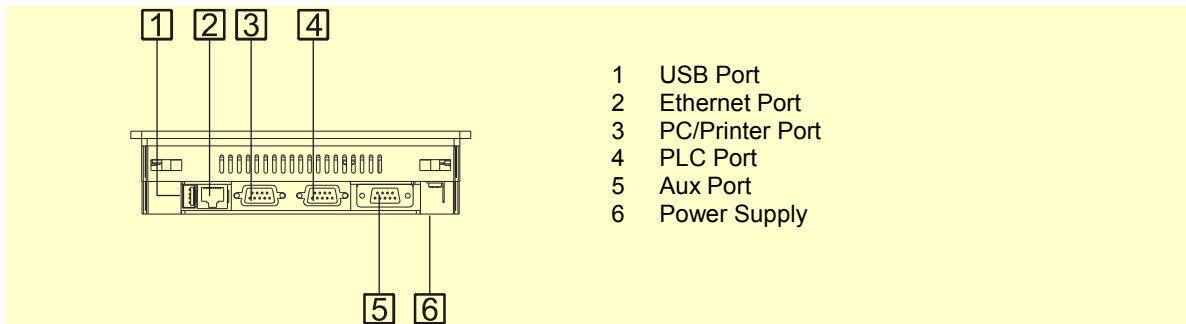 1 2 3 4
1 USB Port
2 Ethernet Port
3 PC/Printer Port
4 PLC Port
5 Aux Port
6 Power Supply
5 6